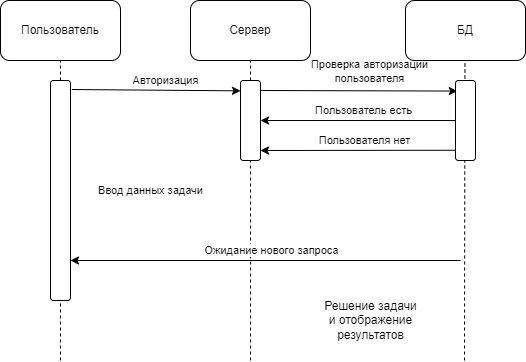 Пользователь
Сервер
БД
Авторизация
Проверка авторизации
пользователя
Пользователь есть
Пользователя нет
Ввод данных задачи
Ожидание нового запроса
Решение задачи
и отображение
результатов